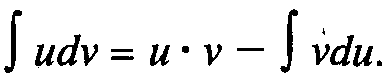 ∫ udv = u · v − ∫ vdu.